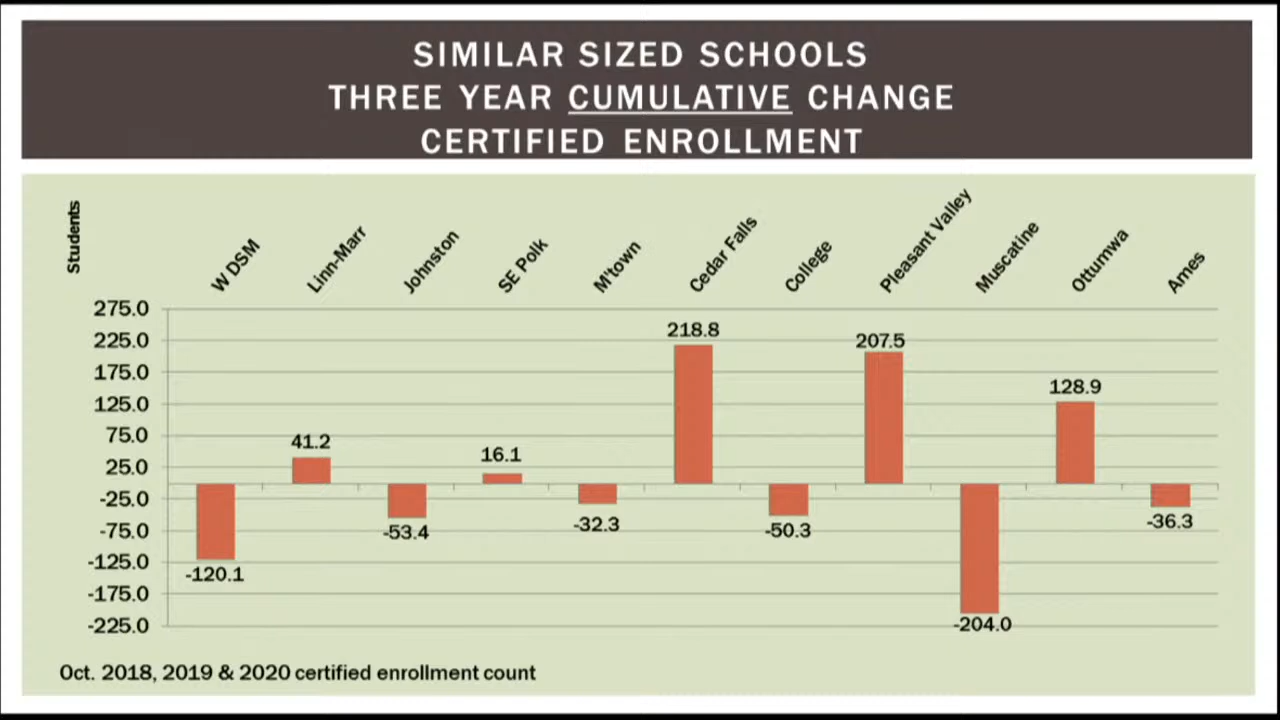 SIMILAR SIZED SCHOOLS
THREE YEAR CUMULATIVE CHANGE
CERTIFIED ENROLLMENT
Students
W DSM
Linn-Marr
Johnston
SE Polk
M'town
Cedar Falls
College
Pleasant Valley
Muscatine
Ottumwa
Ames
275.0
225.0
175.0
125.0
75.0
25.0
-25.0
-75.0
-125.0
-175.0
-225.0
-120.1
41.2
-53.4
16.1
-32.3
218.8
-50.3
207.5
-204.0
128.9
-36.3
Oct. 2018, 2019 & 2020 certified enrollment count